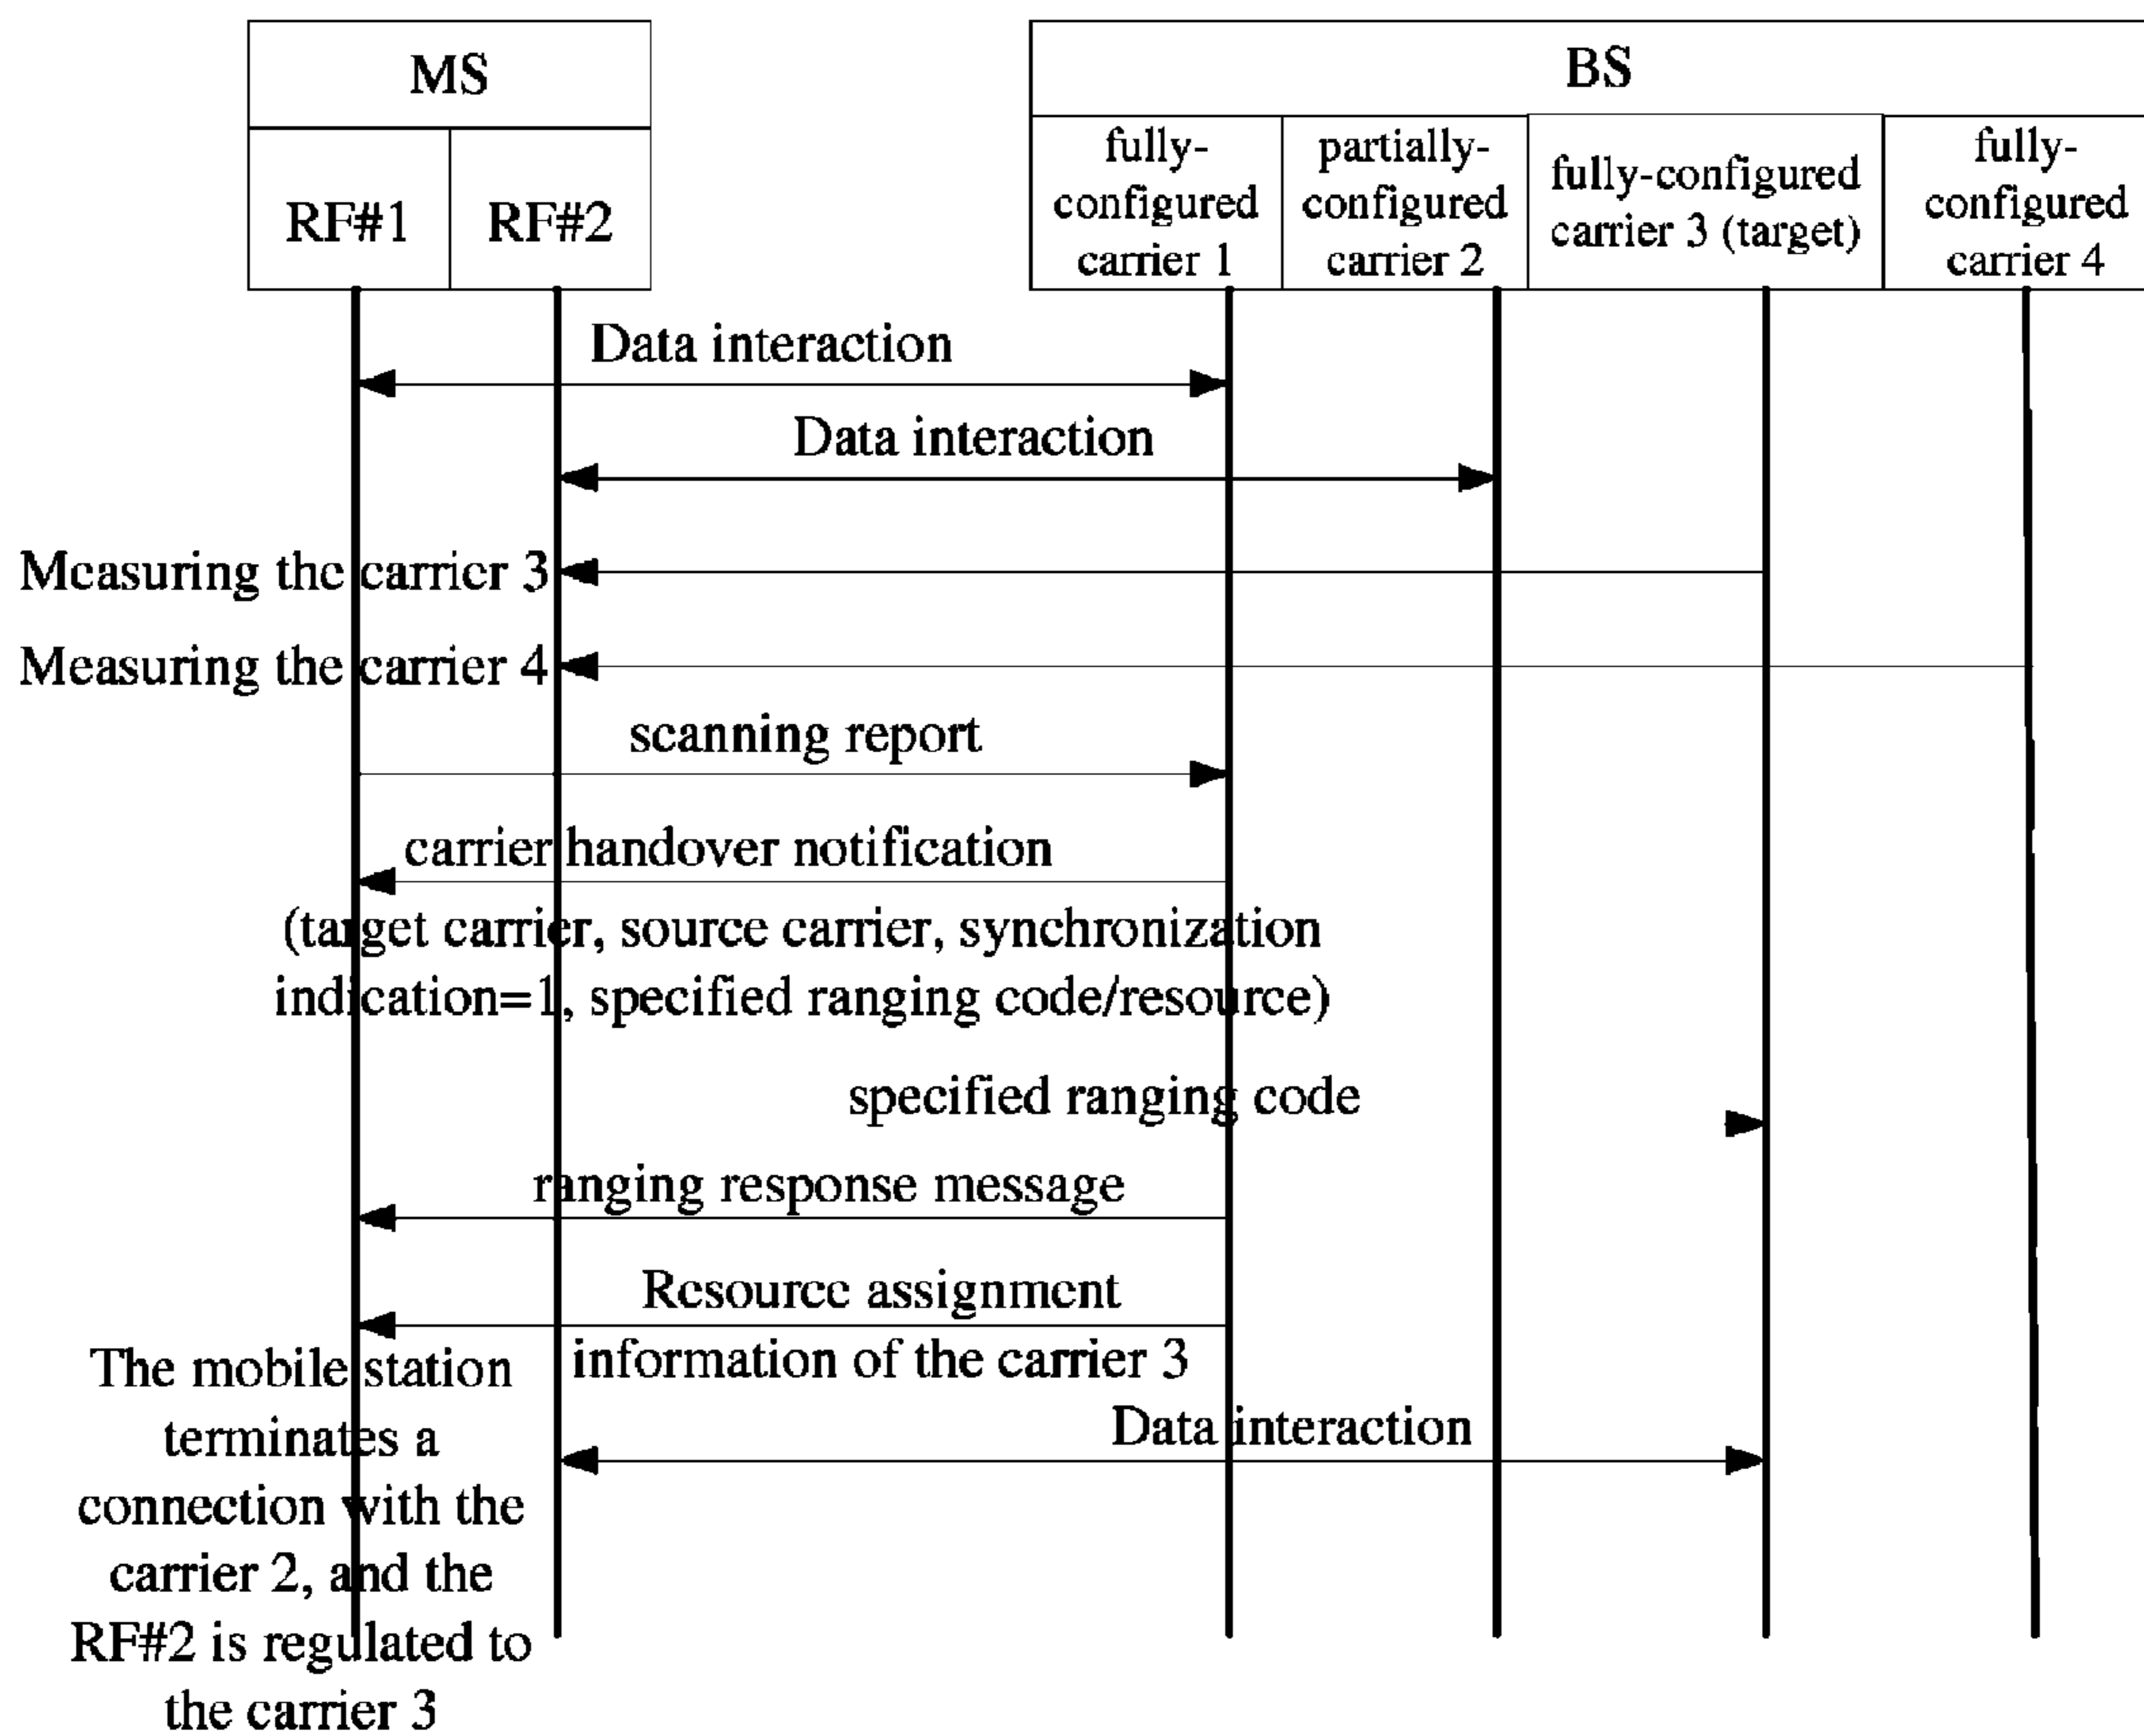 MS
BS
RF#1
RF#2
fully-
configured
carrier 1
partially-
configured
carrier 2
fully-configured
carrier 3 (target)
fully-
configured
carrier 4
Data interaction
Data interaction
Measuring the carrier 3
Measuring the carrier 4
scanning report
carrier handover notification
(target carrier, source carrier, synchronization
indication=1, specified ranging code/resource)
specified ranging code
ranging response message
Resource assignment
information of the carrier 3
Data interaction
The mobile station
terminates a
connection with the
carrier 2, and the
RF#2 is regulated to
the carrier 3